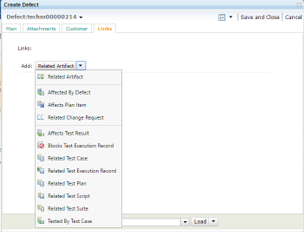 Create Defect
Defect:techm00000214
Save and Close | Cancel
Main Attachments Customer Links
Links:
Add: Related Artifact
Related Artifact
Affected By Defect
Affects Plan Item
Related Change Request
Affects Test Result
Blocks Test Execution Record
Related Test Case
Related Test Execution Record
Related Test Plan
Related Test Script
Related Test Suite
Tested By Test Case
Load